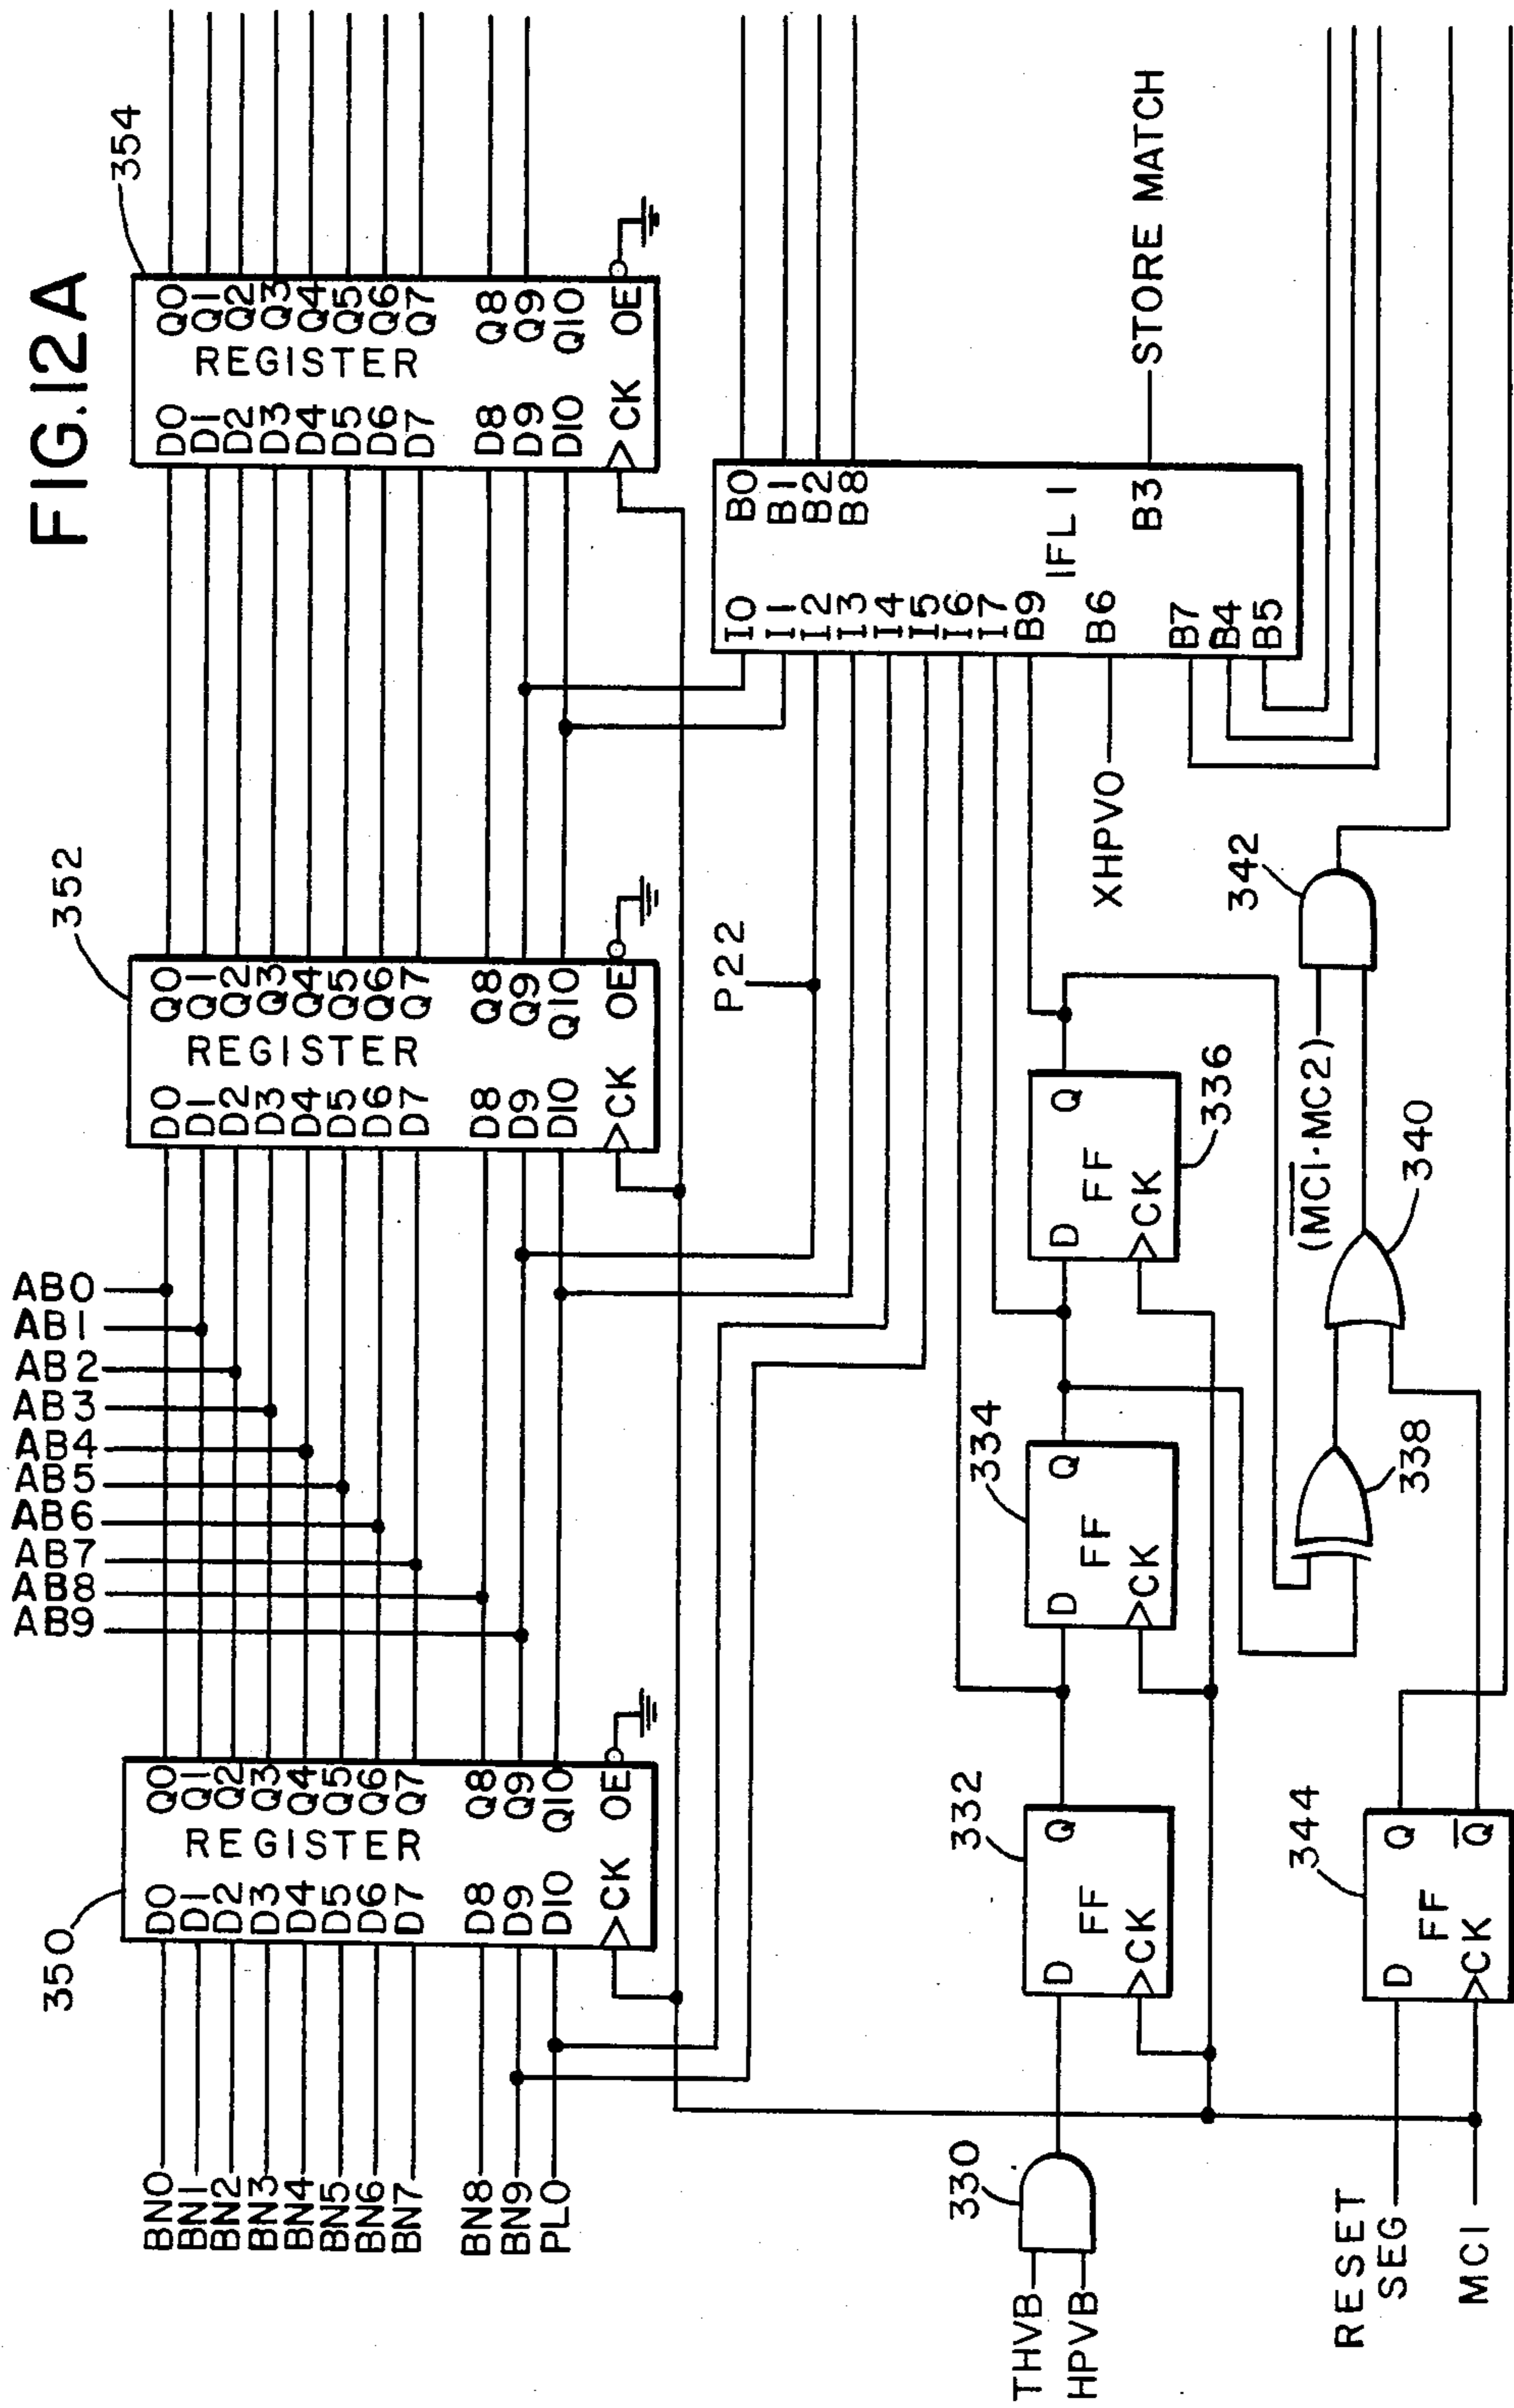 FIG.12A
AB0
AB1
AB2
AB3
AB4
AB5
AB6
AB7
AB8
AB9
350
BN0
BN1
BN2
BN3
BN4
BN5
BN6
BN7
BN8
BN9
PL0
D0
D1
D2
D3
D4
D5
D6
D7
D8
D9
D10
CK
REGISTER
Q0
Q1
Q2
Q3
Q4
Q5
Q6
Q7
Q8
Q9
Q10
OE
352
D0
D1
D2
D3
D4
D5
D6
D7
D8
D9
D10
CK
REGISTER
Q0
Q1
Q2
Q3
Q4
Q5
Q6
Q7
Q8
Q9
Q10
OE
354
D0
D1
D2
D3
D4
D5
D6
D7
D8
D9
D10
CK
REGISTER
Q0
Q1
Q2
Q3
Q4
Q5
Q6
Q7
Q8
Q9
Q10
OE
P22
I0
I1
I2
I3
I4
I5
I6
I7
B9
B6
B7
B4
B5
IFL I
B0
B1
B2
B8
B3
STORE MATCH
XHPVO
THVB
HPVB
330
332
D
Q
FF
CK
334
D
Q
FF
CK
336
D
Q
FF
CK
338
340
(M̅C̅I̅·MC2)
342
RESET
SEG
MCI
344
D
Q
FF
CK
Q̅